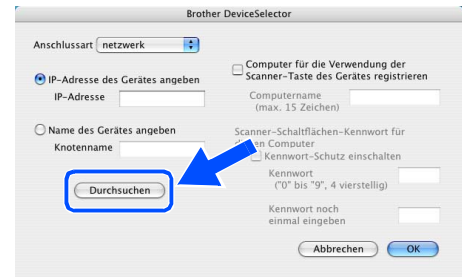 Brother DeviceSelector
Anschlussart netzwerk
IP-Adresse des Gerätes angeben
IP-Adresse
Name des Gerätes angeben
Knotenname
Durchsuchen
Computer für die Verwendung der
Scanner-Taste des Gerätes registrieren
Computername
(max. 15 Zeichen)
Scanner-Schaltflächen-Kennwort für
Computer
Kennwort-Schutz einschalten
Kennwort
("0" bis "9", 4 vierstellig)
Kennwort noch
einmal eingeben
Abbrechen OK